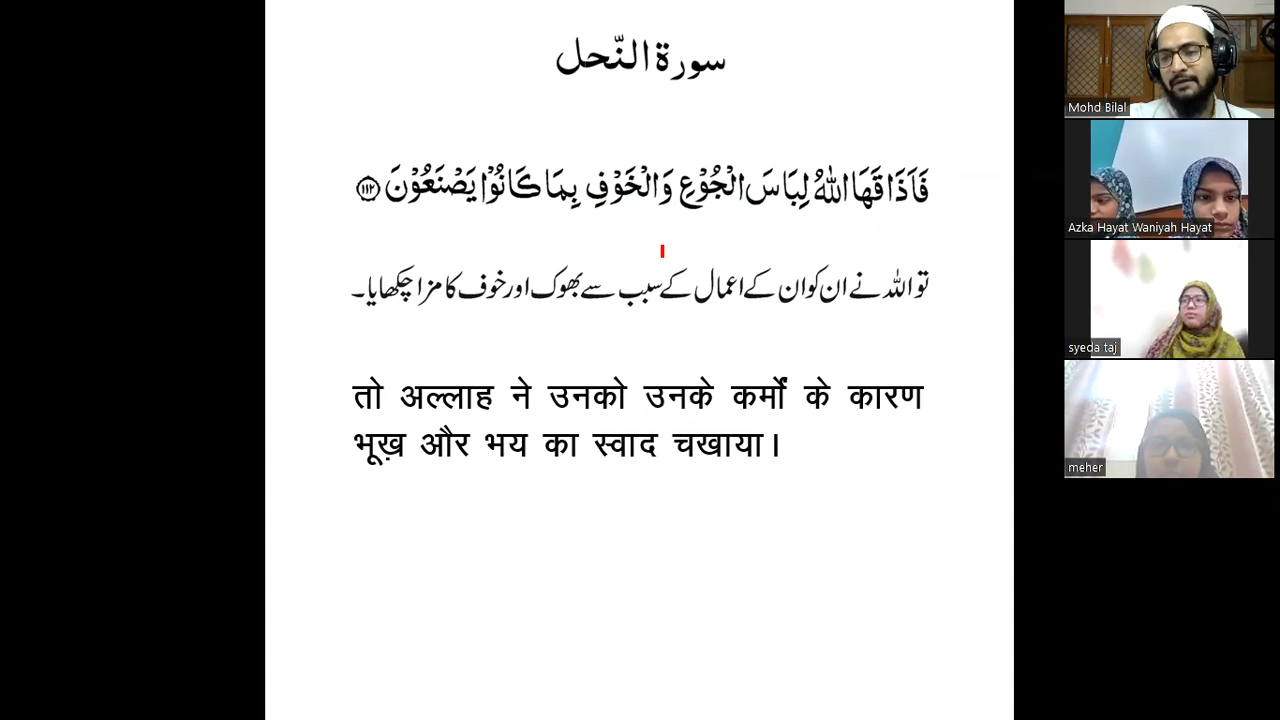 سورة النّحل
فَاَذَاقَهَا اللّٰهُ لِبَاسَ الْجُوْعِ وَالْخَوْفِ بِمَا كَانُوْا يَصْنَعُوْنَ ﴿۱۱۲﴾
تو اللہ نے ان کو ان کے اعمال کے سبب سے بھوک اور خوف کا مزا چکھایا۔
तो अल्लाह ने उनको उनके कर्मों के कारण
भूख़ और भय का स्वाद चखाया।
Mohd Bilal
Azka Hayat Waniyah Hayat
syeda taj
meher